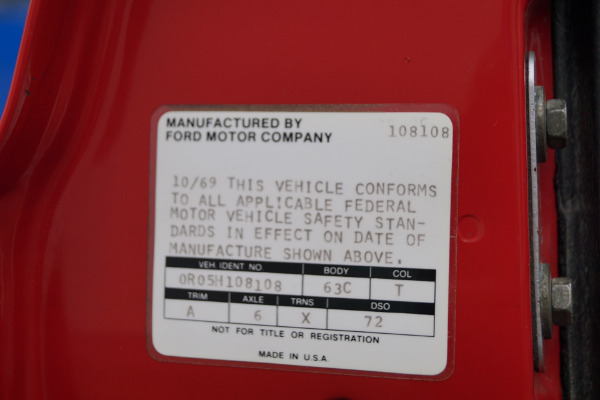 MANUFACTURED BY
FORD MOTOR COMPANY
108108
10/69 THIS VEHICLE CONFORMS
TO ALL APPLICABLE FEDERAL
MOTOR VEHICLE SAFETY STAN-
DARDS IN EFFECT ON DATE OF
MANUFACTURE SHOWN ABOVE.
VEH IDENT NO. BODY COL
0R05H108108 63C T
TRIM AXLE TRNS DSO
A 6 X 72
NOT FOR TITLE OR REGISTRATION
MADE IN U.S.A.